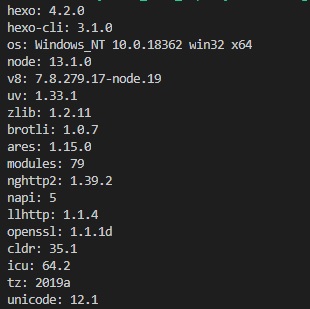 hexo: 4.2.0
hexo-cli: 3.1.0
os: Windows_NT 10.0.18362 win32 x64
node: 13.1.0
v8: 7.8.279.17-node.19
uv: 1.33.1
zlib: 1.2.11
brotli: 1.0.7
ares: 1.15.0
modules: 79
nghttp2: 1.39.2
napi: 5
llhttp: 1.1.4
openssl: 1.1.1d
cldr: 35.1
icu: 64.2
tz: 2019a
unicode: 12.1